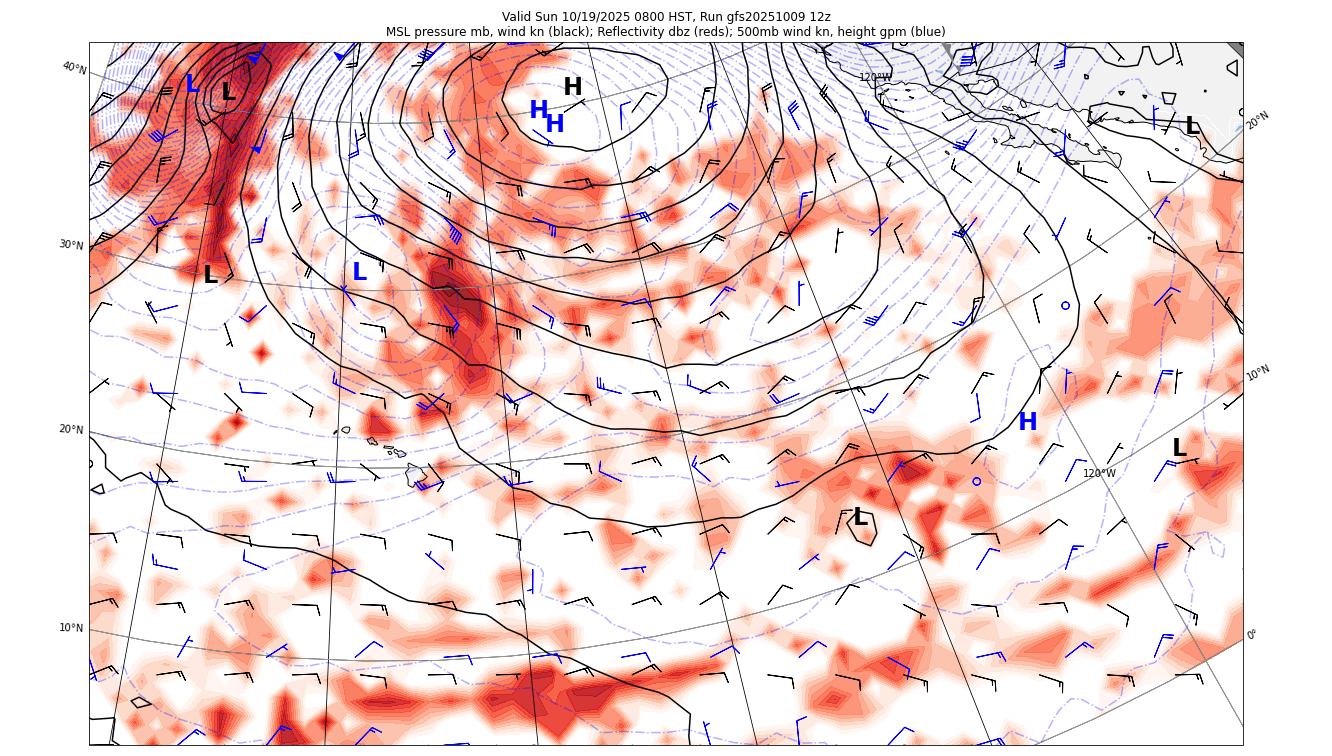 Valid Sun 10/19/2025 0800 HST, Run gfs20251009 12z
MSL pressure mb, wind kn (black); Reflectivity dbz (reds); 500mb wind kn, height gpm (blue)
40°N
120°W
L
L
H
H
H
L
20°N
30°N
L
L
10°N
20°N
H
L
120°W
L
10°N
0°